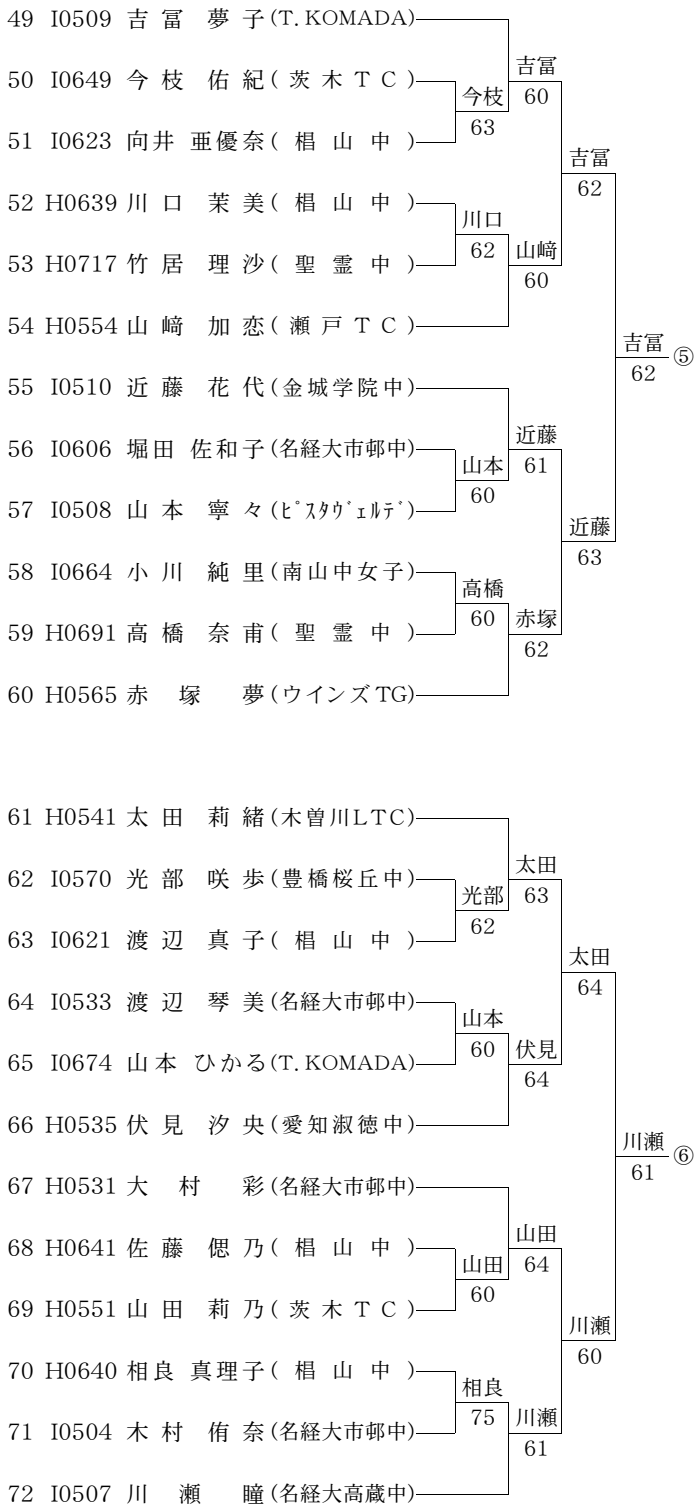 49 I0509 吉冨 夢子(T.KOMADA)
吉冨
50 I0649 今枝 佑紀(茨木TC)
今枝
60
63
51 I0623 向井 亜優奈(椙山中)
吉冨
62
52 H0639 川口 茉美(椙山中)
川口
62
山﨑
53 H0717 竹居 理沙(聖霊中)
60
54 H0554 山﨑 加恋(瀬戸TC)
吉冨
⑤
62
55 I0510 近藤 花代(金城学院中)
近藤
56 I0606 堀田 佐和子(名経大市邨中)
山本
61
60
57 I0508 山本 寧々(ﾋﾟｽﾀｳﾞｪﾙﾃﾞ)
近藤
63
58 I0664 小川 純里(南山中女子)
高橋
60
赤塚
59 H0691 高橋 奈甫(聖霊中)
62
60 H0565 赤塚 夢(ウインズTG)
61 H0541 太田 莉緒(木曽川LTC)
太田
62 I0570 光部 咲歩(豊橋桜丘中)
光部
63
62
63 I0621 渡辺 真子(椙山中)
太田
64
64 I0533 渡辺 琴美(名経大市邨中)
山本
60
伏見
65 I0674 山本 ひかる(T.KOMADA)
64
66 H0535 伏見 汐央(愛知淑徳中)
川瀬
⑥
61
67 H0531 大村 彩(名経大市邨中)
山田
68 H0641 佐藤 偲乃(椙山中)
山田
64
60
69 H0551 山田 莉乃(茨木TC)
川瀬
60
70 H0640 相良 真理子(椙山中)
相良
75
川瀬
71 I0504 木村 侑奈(名経大市邨中)
61
72 I0507 川瀬 瞳(名経大高蔵中)